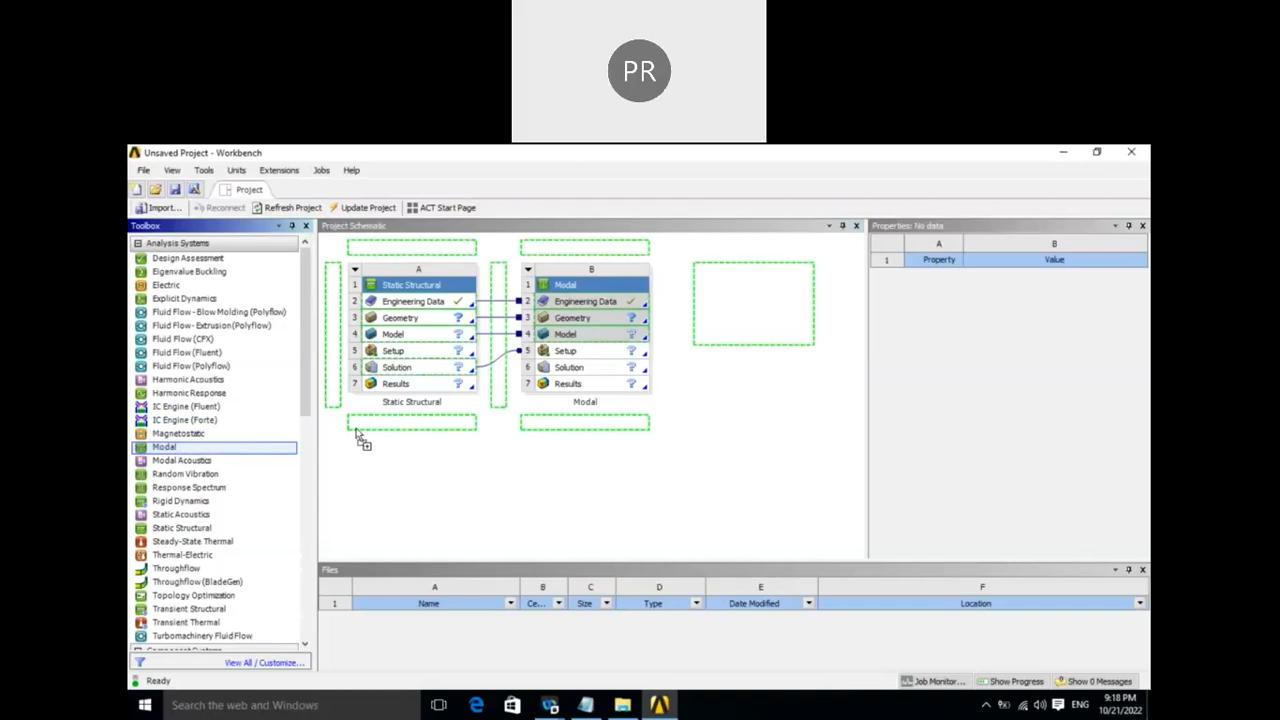 PR
Unsaved Project - Workbench
File View Tools Units Extensions Jobs Help
Project
Import... Reconnect Refresh Project Update Project ACT Start Page
Toolbox
Analysis Systems
Design Assessment
Eigenvalue Buckling
Electric
Explicit Dynamics
Fluid Flow - Blow Molding (Polyflow)
Fluid Flow - Extrusion (Polyflow)
Fluid Flow (CFX)
Fluid Flow (Fluent)
Fluid Flow (Polyflow)
Harmonic Acoustics
Harmonic Response
IC Engine (Fluent)
IC Engine (Forte)
Magnetostatic
Modal
Modal Acoustics
Random Vibration
Response Spectrum
Rigid Dynamics
Static Acoustics
Static Structural
Steady-State Thermal
Thermal-Electric
Throughflow
Throughflow (BladeGen)
Topology Optimization
Transient Structural
Transient Thermal
Turbomachinery Fluid Flow
View All / Customize...
Project Schematic
A
1 Static Structural
2 Engineering Data
3 Geometry ?
4 Model ?
5 Setup ?
6 Solution ?
7 Results ?
Static Structural
B
1 Modal
2 Engineering Data
3 Geometry ?
4 Model ?
5 Setup ?
6 Solution ?
7 Results ?
Modal
Properties: No data
A B
1 Property Value
Files
A B C D E F
1 Name Ce... Size Type Date Modified Location
Ready
Job Monitor... Show Progress Show 0 Messages
Search the web and Windows
ENG
9:18 PM
10/21/2022